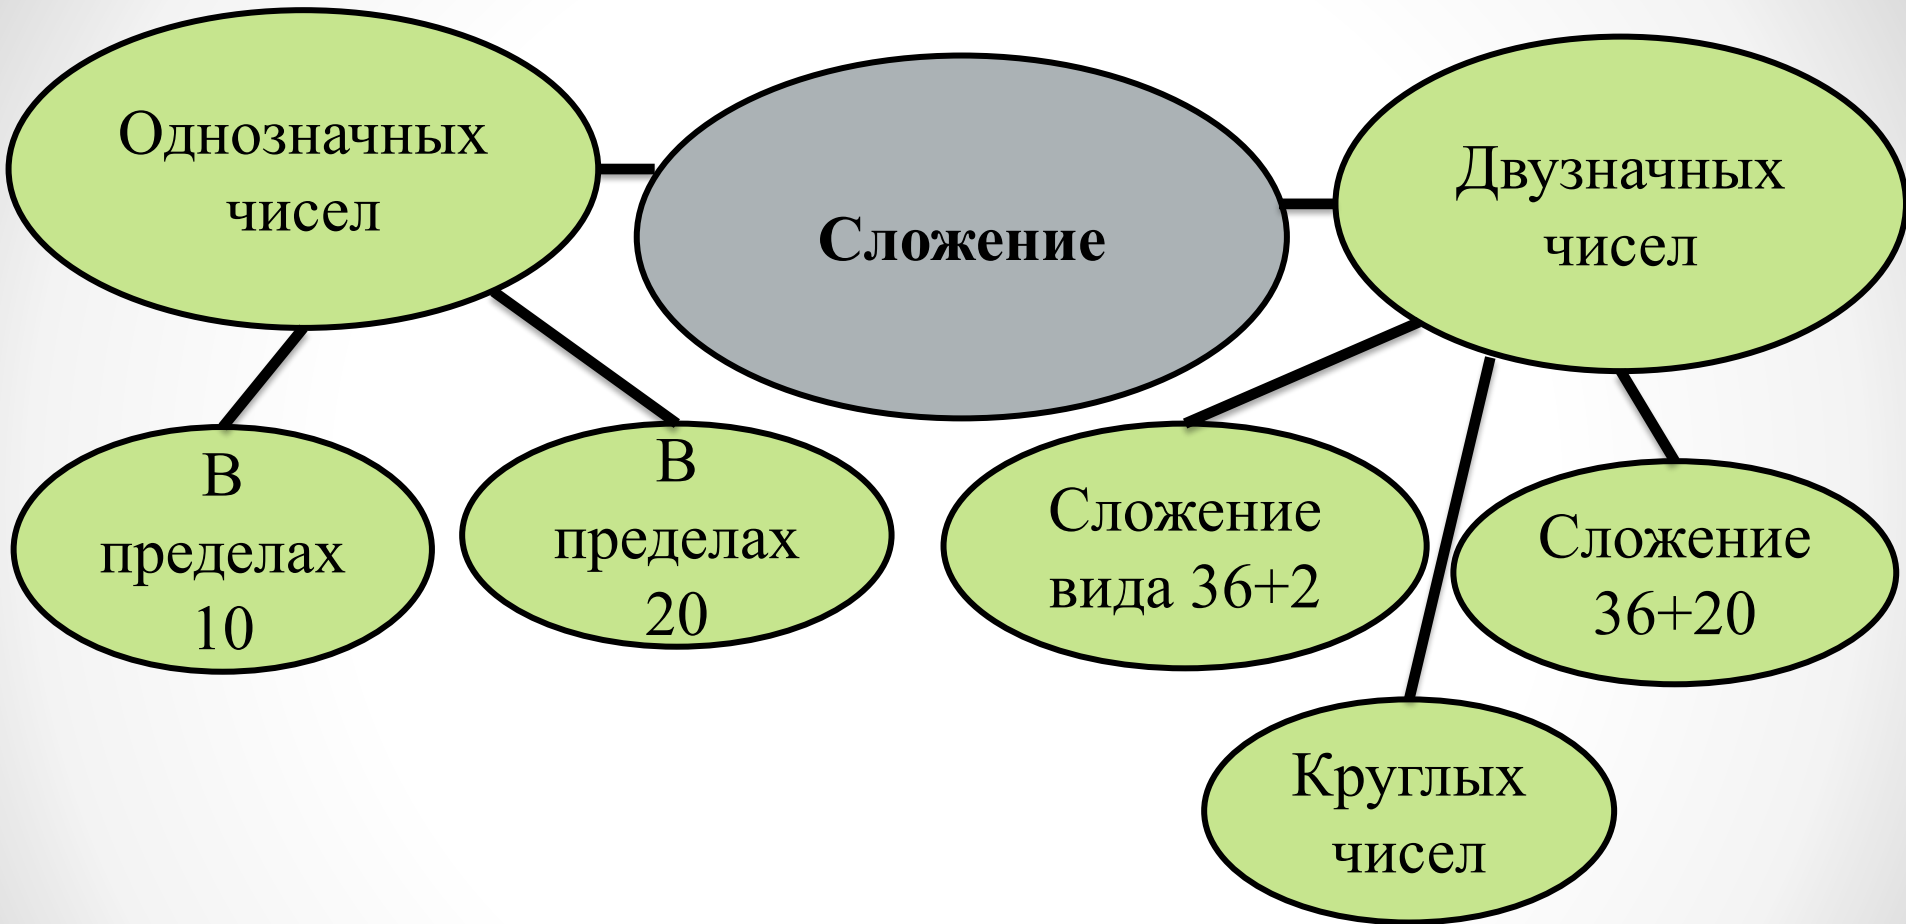 Однозначных
чисел
Сложение
Двузначных
чисел
В
пределах
10
В
пределах
20
Сложение
вида 36+2
Сложение
36+20
Круглых
чисел